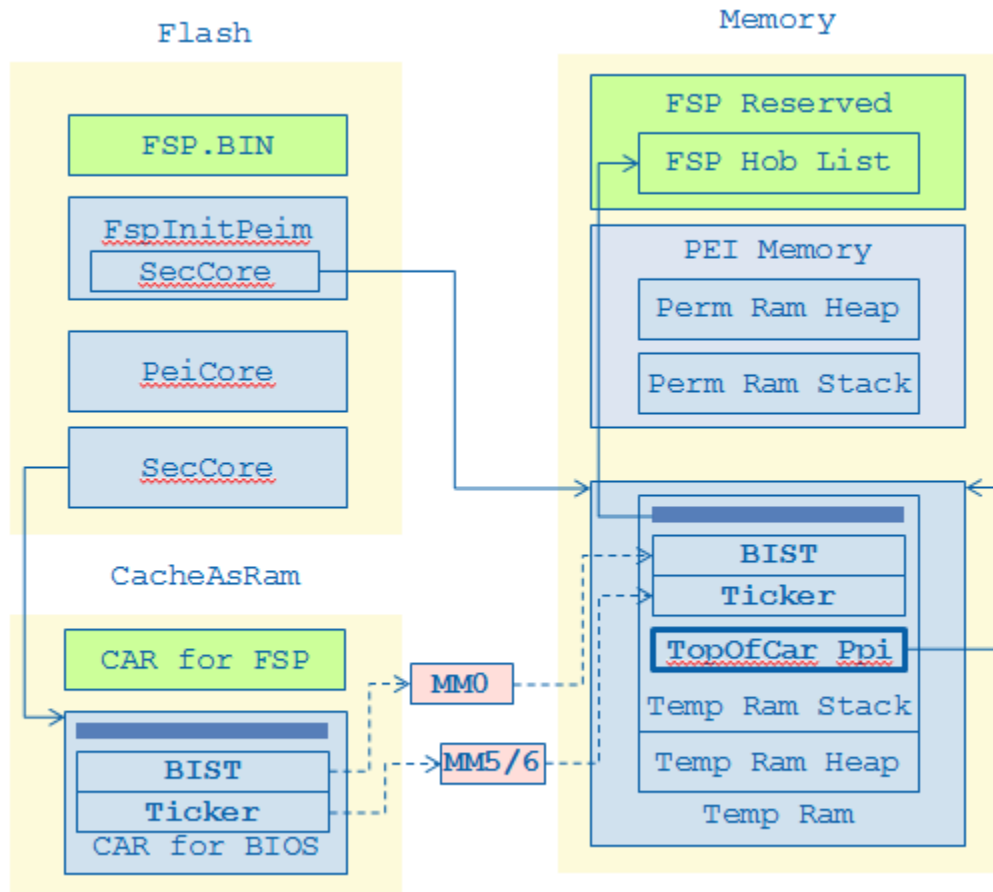 Flash
FSP.BIN
FspInitPeim
SecCore
PeiCore
SecCore
CacheAsRam
CAR for FSP
BIST
Ticker
CAR for BIOS
MM0
MM5/6
Memory
FSP Reserved
FSP Hob List
PEI Memory
Perm Ram Heap
Perm Ram Stack
BIST
Ticker
TopOfCar Ppi
Temp Ram Stack
Temp Ram Heap
Temp Ram